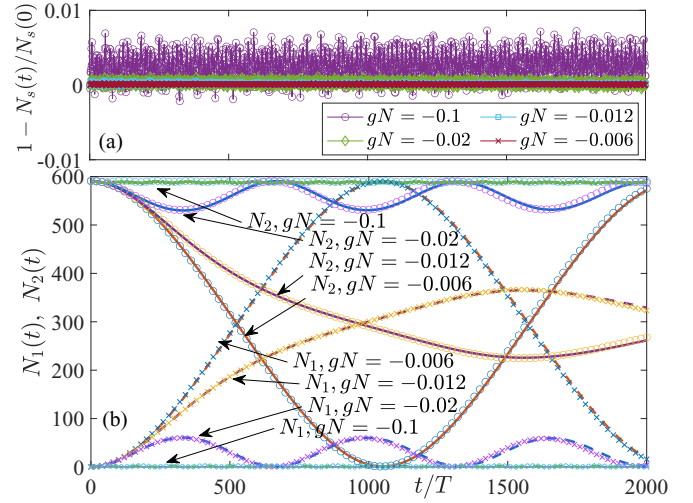 1 − N_s(t)/N_s(0)
0.01
0
-0.01
(a)
gN = −0.1
gN = −0.012
gN = −0.02
gN = −0.006
N_1(t), N_2(t)
600
500
400
300
200
100
0
N_2, gN = −0.1
N_2, gN = −0.02
N_2, gN = −0.012
N_2, gN = −0.006
N_1, gN = −0.006
N_1, gN = −0.012
N_1, gN = −0.02
N_1, gN = −0.1
(b)
0 500 1000 1500 2000
t/T